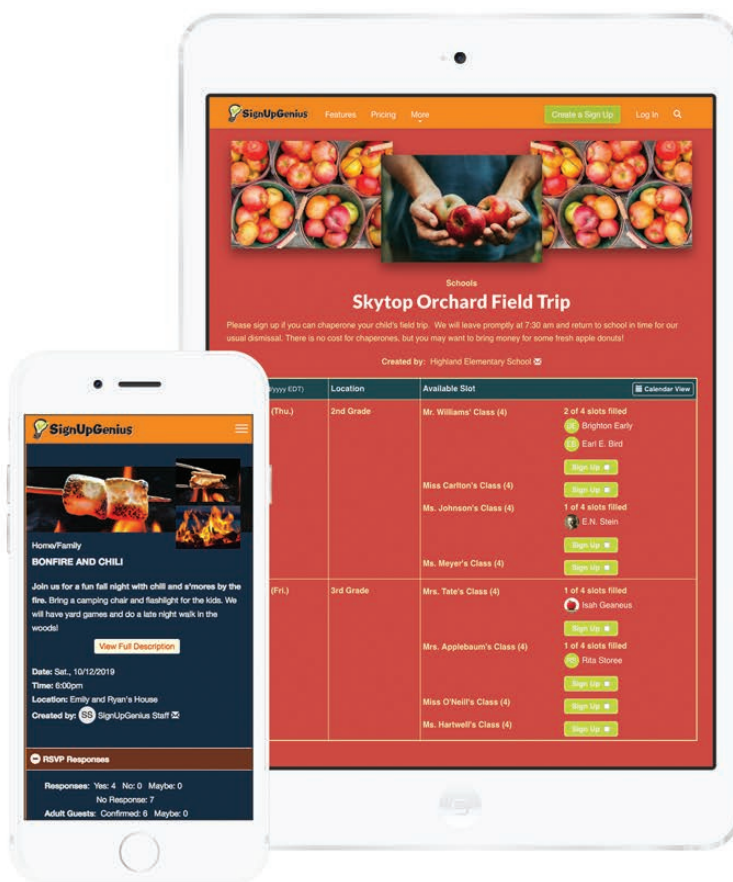 SignUpGenius Features Pricing More Create a Sign Up Log In
Schools
Skytop Orchard Field Trip
Please sign up if you can chaperone your child's field trip. We will leave promptly at 7:30 am and return to school in time for our
usual dismissal. There is no cost for chaperones, but you may want to bring money for some fresh apple donuts!
Created by: Highland Elementary School
/yyyy EDT) Location Available Slot Calendar View
(Thu.) 2nd Grade Mr. Williams' Class (4) 2 of 4 slots filled
BE Brighton Early
EB Earl E. Bird
Sign Up
Miss Carlton's Class (4) Sign Up
Ms. Johnson's Class (4) 1 of 4 slots filled
E.N. Stein
Sign Up
Ms. Meyer's Class (4) Sign Up
(Fri.) 3rd Grade Mrs. Tate's Class (4) 1 of 4 slots filled
Isah Geaneus
Sign Up
Mrs. Applebaum's Class (4) 1 of 4 slots filled
Rita Storee
Sign Up
Miss O'Neill's Class (4) Sign Up
Ms. Hartwell's Class (4) Sign Up
SignUpGenius
Home/Family
BONFIRE AND CHILI
Join us for a fun fall night with chili and s'mores by the
fire. Bring a camping chair and flashlight for the kids. We
will have yard games and do a late night walk in the
woods!
View Full Description
Date: Sat., 10/12/2019
Time: 6:00pm
Location: Emily and Ryan's House
Created by: SS SignUpGenius Staff
RSVP Responses
Responses: Yes: 4 No: 0 Maybe: 0
No Response: 7
Adult Guests: Confirmed: 6 Maybe: 0